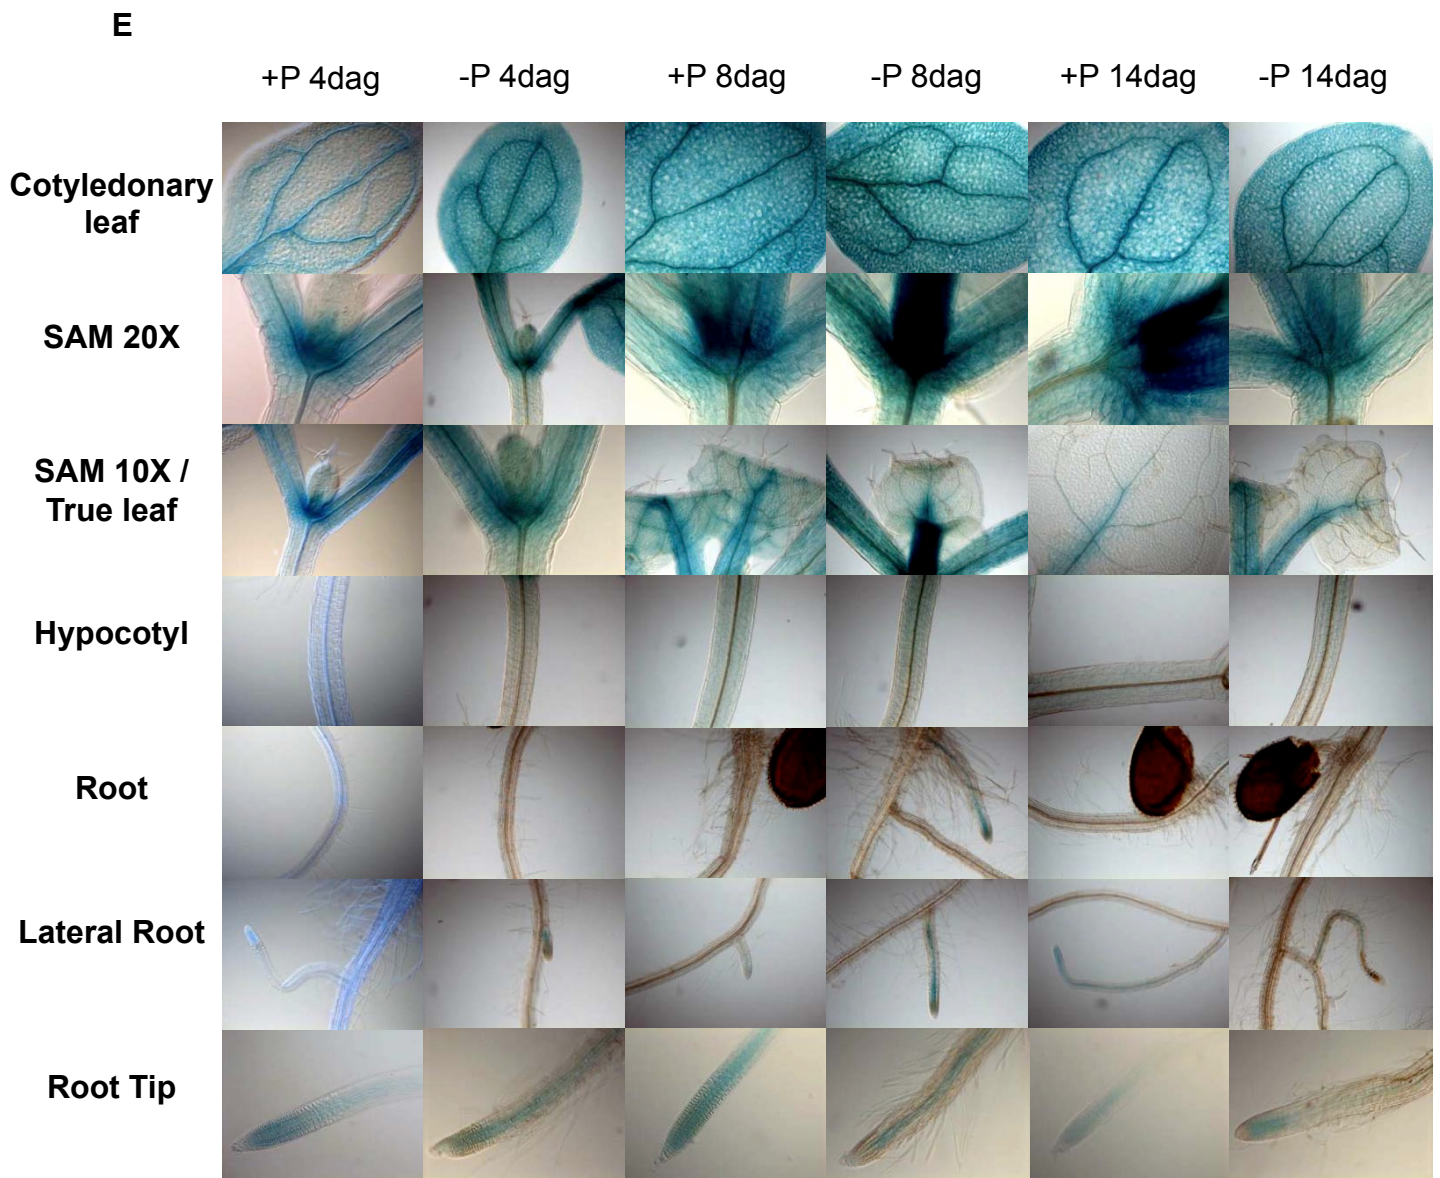 E
+P 4dag -P 4dag +P 8dag -P 8dag +P 14dag -P 14dag
Cotyledonary
leaf
SAM 20X
SAM 10X /
True leaf
Hypocotyl
Root
Lateral Root
Root Tip